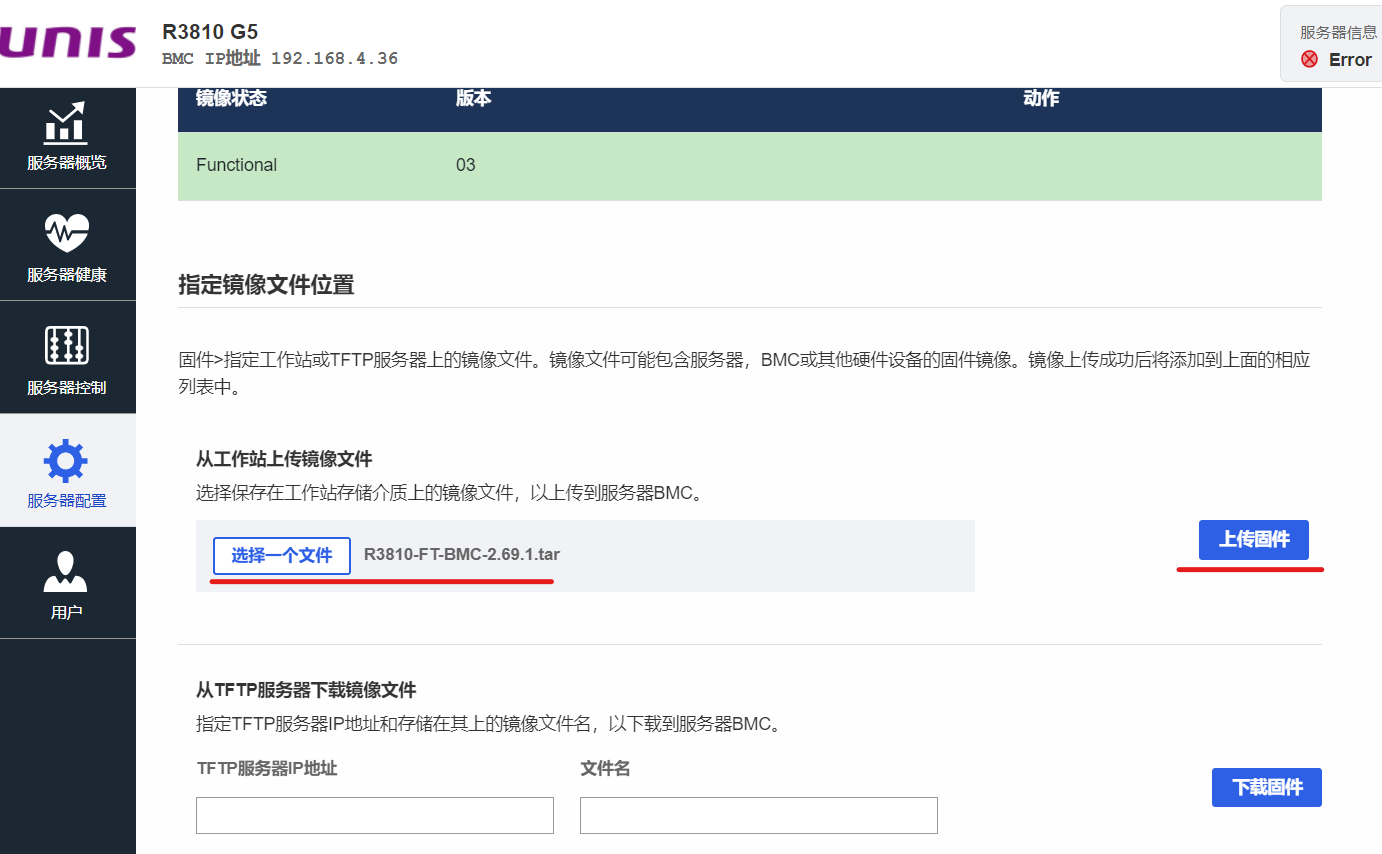 UNIS
R3810 G5
BMC IP地址 192.168.4.36
服务器信息
Error
服务器概览
服务器健康
服务器控制
服务器配置
用户
镜像状态 版本 动作
Functional 03
指定镜像文件位置
固件>指定工作站或TFTP服务器上的镜像文件。镜像文件可能包含服务器，BMC或其他硬件设备的固件镜像。镜像上传成功后将添加到上面的相应
列表中。
从工作站上传镜像文件
选择保存在工作站存储介质上的镜像文件，以上传到服务器BMC。
选择一个文件 R3810-FT-BMC-2.69.1.tar 上传固件
从TFTP服务器下载镜像文件
指定TFTP服务器IP地址和存储在其上的镜像文件名，以下载到服务器BMC。
TFTP服务器IP地址 文件名
下载固件